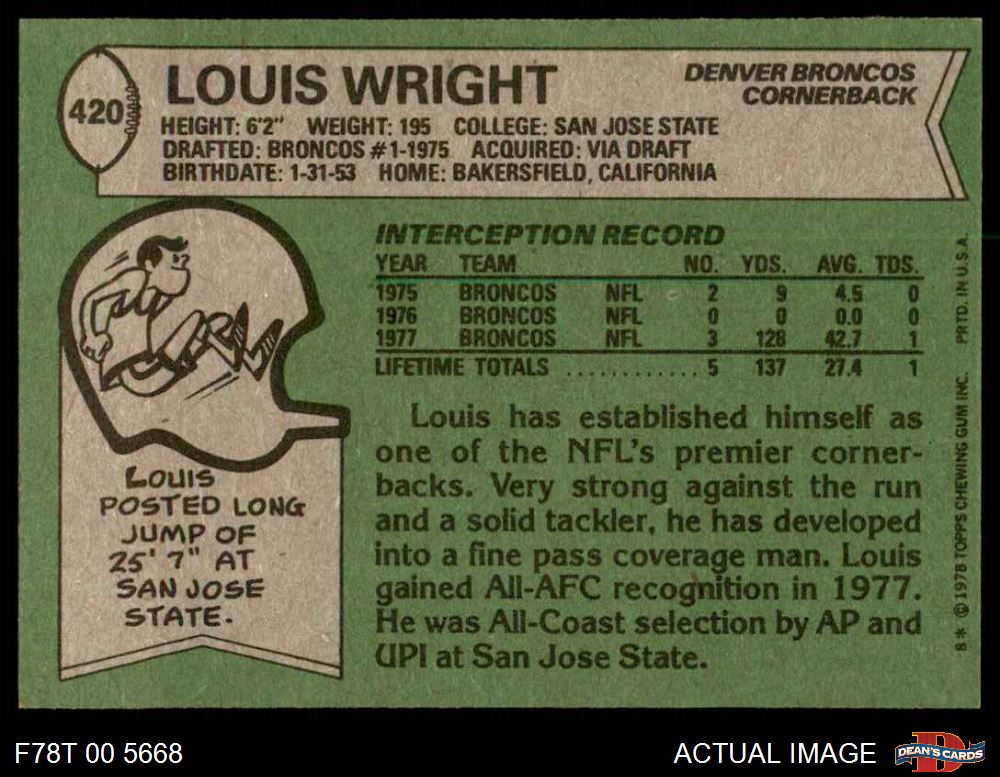 420
LOUIS WRIGHT
DENVER BRONCOS
CORNERBACK
HEIGHT: 6'2" WEIGHT: 195 COLLEGE: SAN JOSE STATE
DRAFTED: BRONCOS #1-1975 ACQUIRED: VIA DRAFT
BIRTHDATE: 1-31-53 HOME: BAKERSFIELD, CALIFORNIA
INTERCEPTION RECORD
YEAR TEAM NO. YDS. AVG. TDS.
1975 BRONCOS NFL 2 9 4.5 0
1976 BRONCOS NFL 0 0 0.0 0
1977 BRONCOS NFL 3 128 42.7 1
LIFETIME TOTALS ............ 5 137 27.4 1
Louis has established himself as
one of the NFL's premier corner-
backs. Very strong against the run
and a solid tackler, he has developed
into a fine pass coverage man. Louis
gained All-AFC recognition in 1977.
He was All-Coast selection by AP and
UPI at San Jose State.
LOUIS
POSTED LONG
JUMP OF
25' 7" AT
SAN JOSE
STATE.
8* © 1978 TOPPS CHEWING GUM INC. PRTD. IN U.S.A.
F78T 00 5668
ACTUAL IMAGE
D
DEAN'S CARDS